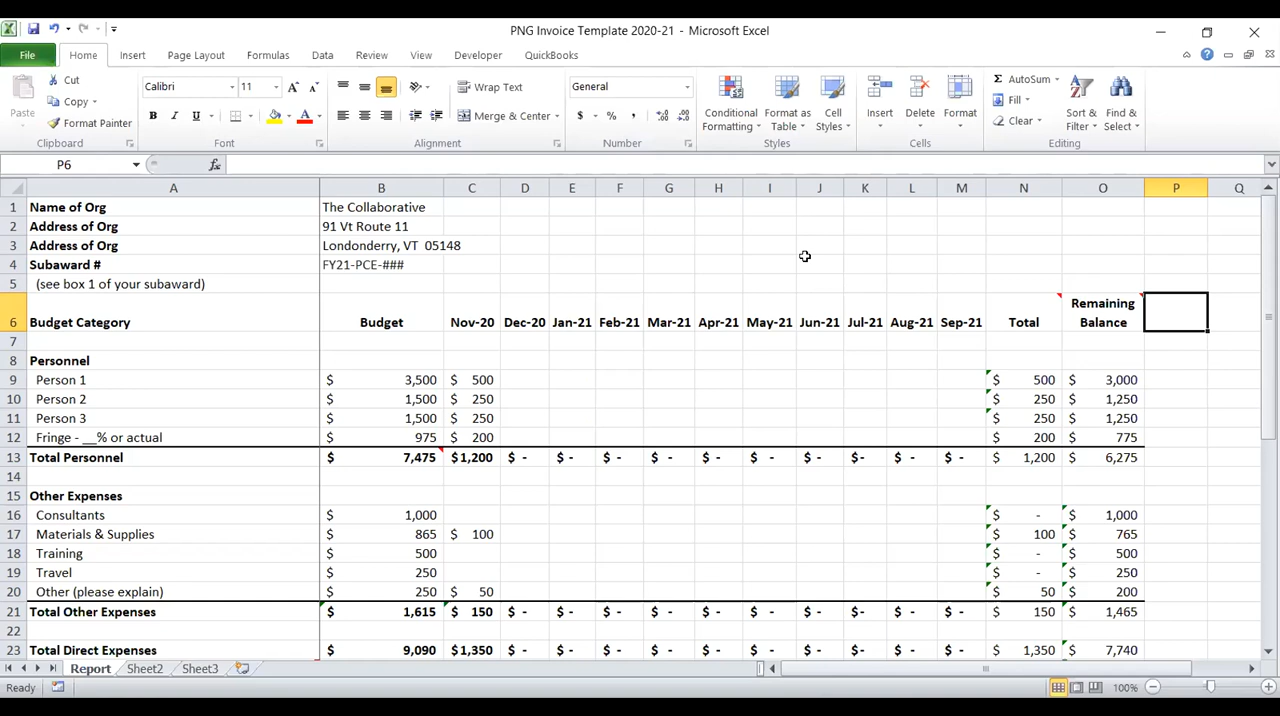 PNG Invoice Template 2020-21 - Microsoft Excel
File Home Insert Page Layout Formulas Data Review View Developer QuickBooks
Paste Cut Copy Format Painter
Clipboard
Calibri 11
B I U A
Font
Wrap Text
Merge & Center
Alignment
General
$ % ,
Number
Conditional Formatting Format as Table Cell Styles
Styles
Insert Delete Format
Cells
Σ AutoSum
Fill
Clear
Sort & Filter Find & Select
Editing
P6 fx
A B C D E F G H I J K L M N O P Q
1 Name of Org The Collaborative
2 Address of Org 91 Vt Route 11
3 Address of Org Londonderry, VT 05148
4 Subaward # FY21-PCE-###
5 (see box 1 of your subaward)
6 Budget Category Budget Nov-20 Dec-20 Jan-21 Feb-21 Mar-21 Apr-21 May-21 Jun-21 Jul-21 Aug-21 Sep-21 Total Remaining Balance
7
8 Personnel
9 Person 1 $ 3,500 $ 500 $ 500 $ 3,000
10 Person 2 $ 1,500 $ 250 $ 250 $ 1,250
11 Person 3 $ 1,500 $ 250 $ 250 $ 1,250
12 Fringe - __% or actual $ 975 $ 200 $ 200 $ 775
13 Total Personnel $ 7,475 $1,200 $ - $ - $ - $ - $ - $ - $ - $- $ - $ - $ 1,200 $ 6,275
14
15 Other Expenses
16 Consultants $ 1,000 $ - $ 1,000
17 Materials & Supplies $ 865 $ 100 $ 100 $ 765
18 Training $ 500 $ - $ 500
19 Travel $ 250 $ - $ 250
20 Other (please explain) $ 250 $ 50 $ 50 $ 200
21 Total Other Expenses $ 1,615 $ 150 $ - $ - $ - $ - $ - $ - $ - $- $ - $ - $ 150 $ 1,465
22
23 Total Direct Expenses $ 9,090 $1,350 $ - $ - $ - $ - $ - $ - $ - $- $ - $ - $ 1,350 $ 7,740
Report Sheet2 Sheet3
Ready 100%